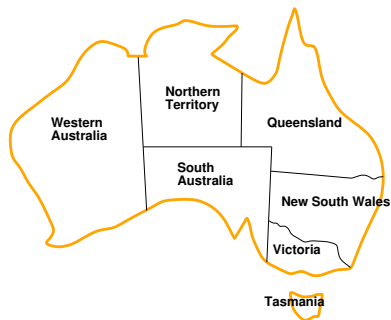 Northern
Territory
Western
Australia
Queensland
South
Australia
New South Wales
Victoria
Tasmania